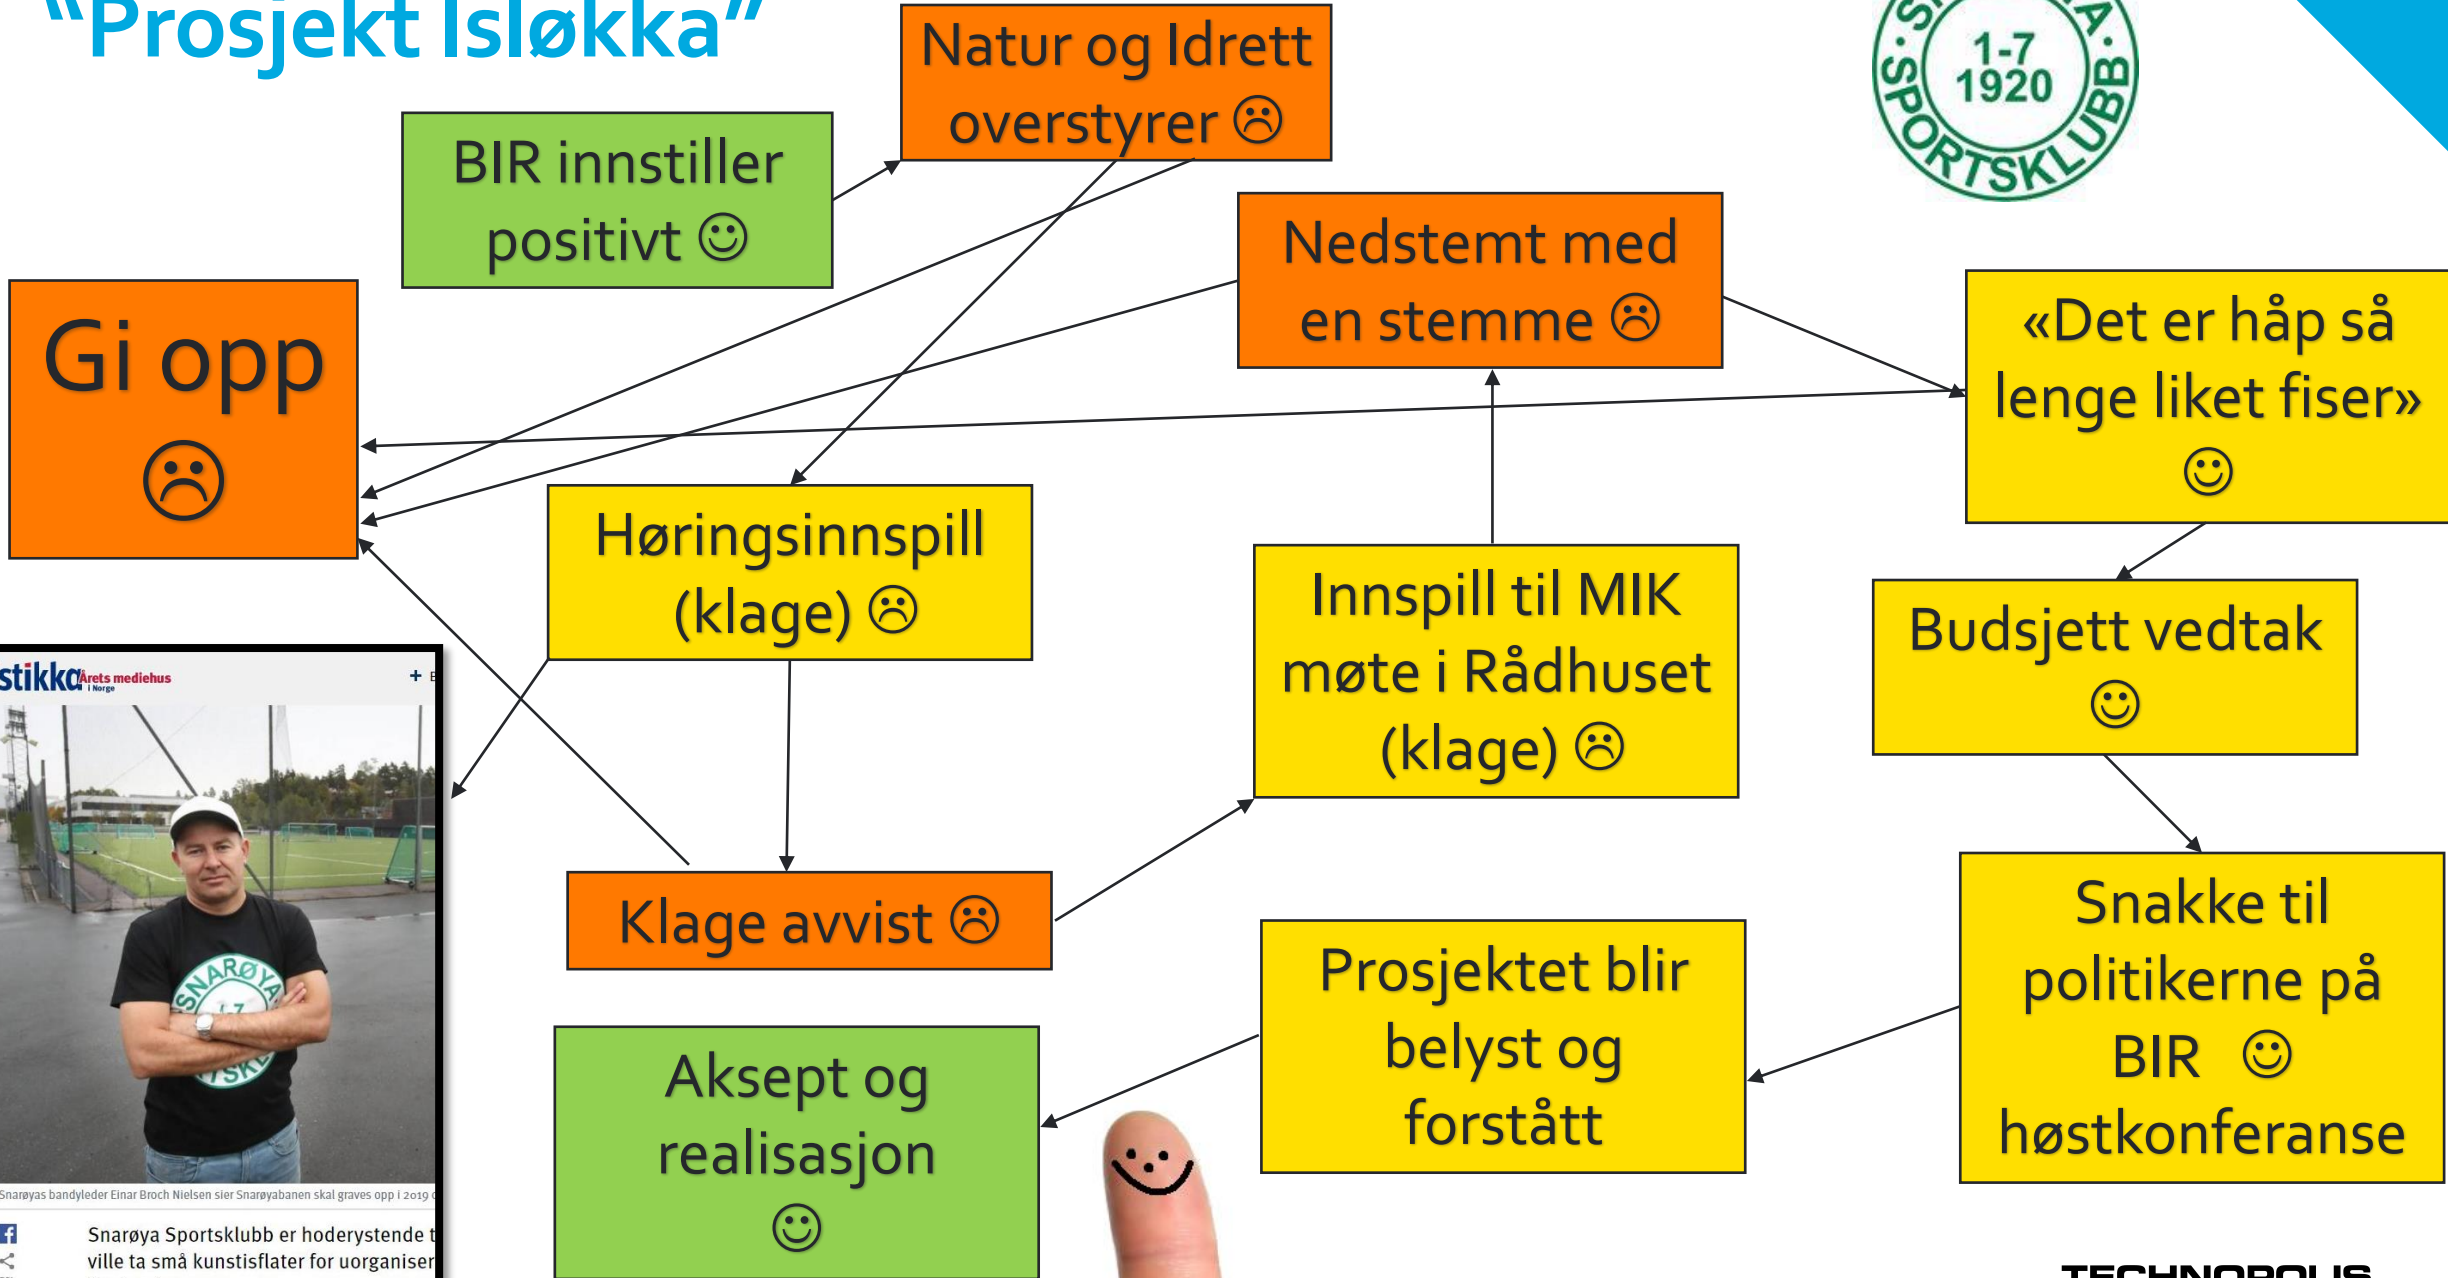 “Prosjekt Isløkka”
Natur og Idrett
overstyrer ☹
1-7
1920
SPORTSKLUBB
BIR innstiller
positivt ☺
Nedstemt med
en stemme ☹
Gi opp
☹
«Det er håp så
lenge liket fiser»
☺
Høringsinnspill
(klage) ☹
Innspill til MIK
møte i Rådhuset
(klage) ☹
Budsjett vedtak
☺
stikka Årets mediehus
i Norge
+
SNARØYA
1-7
Klage avvist ☹
Snakke til
politikerne på
BIR ☺
høstkonferanse
Prosjektet blir
belyst og
forstått
Aksept og
realisasjon
☺
Snarøyas bandyleder Einar Broch Nielsen sier Snarøyabanen skal graves opp i 2019
f
Snarøya Sportsklubb er hoderystende
ville ta små kunstisflater for
TECHNOPOLIS